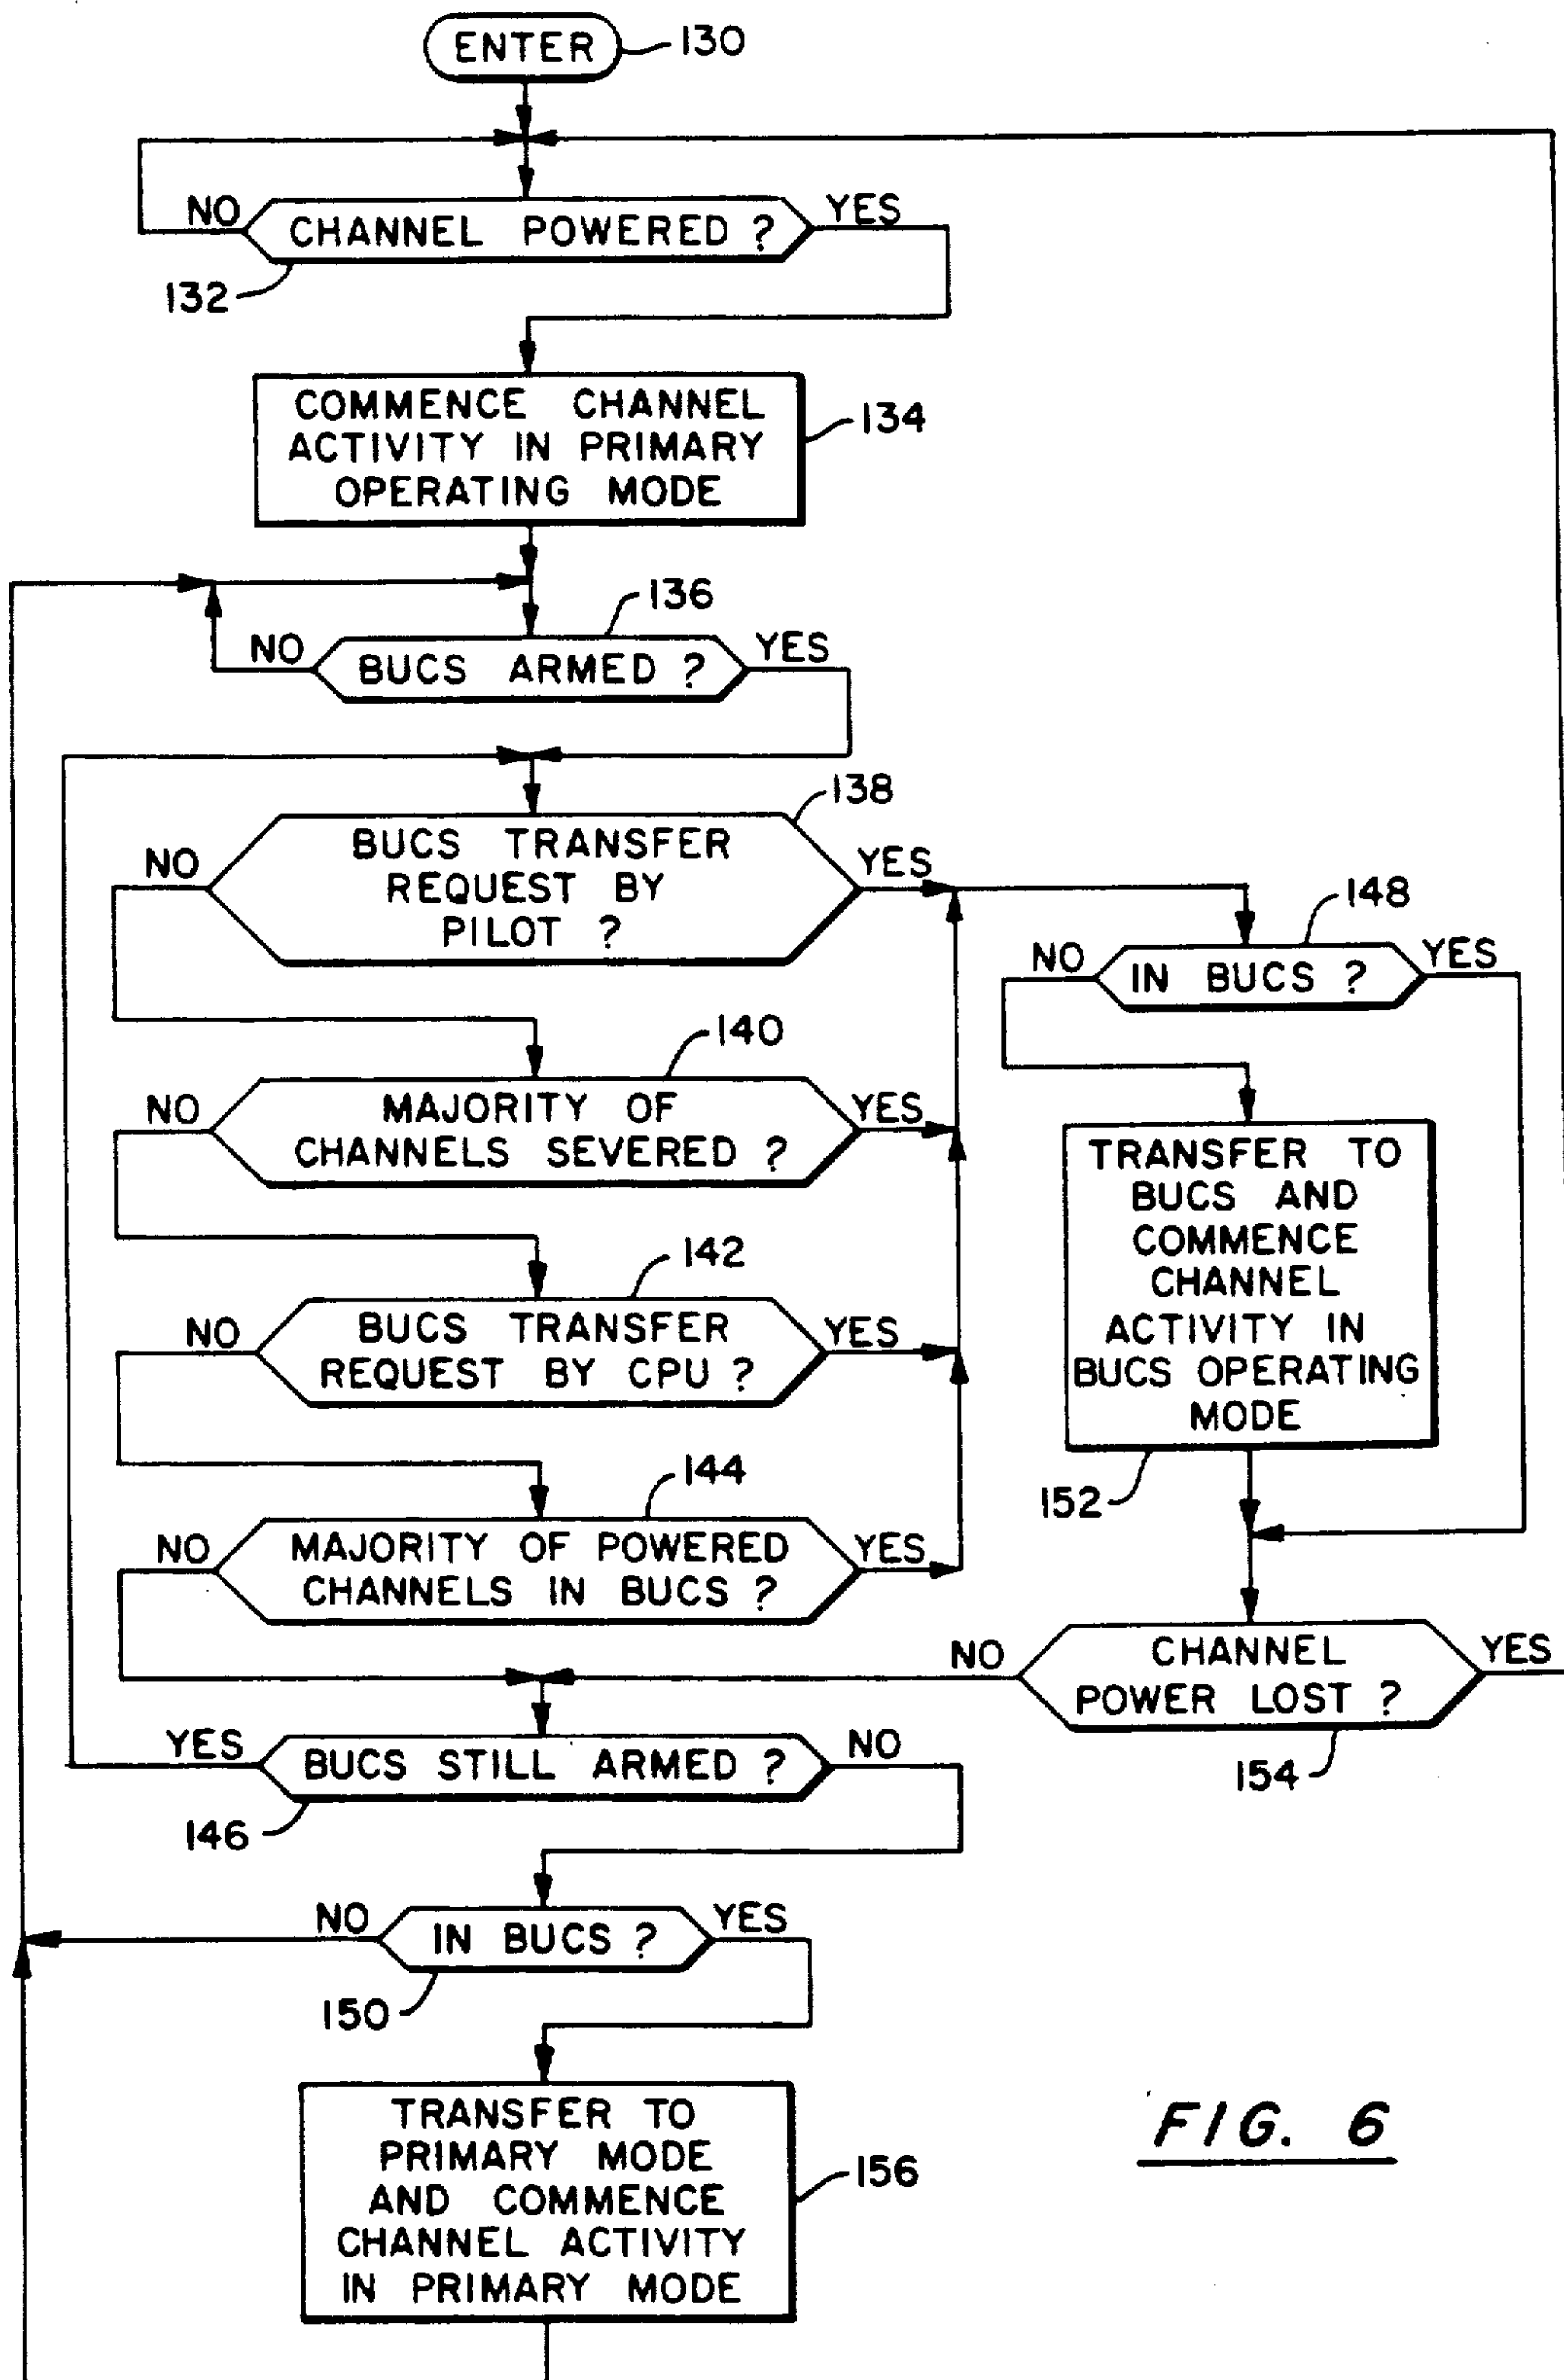 ENTER
130
NO
CHANNEL POWERED ?
YES
132
COMMENCE CHANNEL
ACTIVITY IN PRIMARY
OPERATING MODE
134
136
NO
BUCS ARMED ?
YES
138
NO
BUCS TRANSFER
REQUEST BY
PILOT ?
YES
148
NO
IN BUCS ?
YES
140
NO
MAJORITY OF
CHANNELS SEVERED ?
YES
TRANSFER TO
BUCS AND
COMMENCE
CHANNEL
ACTIVITY IN
BUCS OPERATING
MODE
152
142
NO
BUCS TRANSFER
REQUEST BY CPU ?
YES
144
NO
MAJORITY OF POWERED
CHANNELS IN BUCS ?
YES
NO
CHANNEL
POWER LOST ?
YES
154
YES
BUCS STILL ARMED ?
NO
146
NO
IN BUCS ?
YES
150
TRANSFER TO
PRIMARY MODE
AND COMMENCE
CHANNEL ACTIVITY
IN PRIMARY MODE
156
FIG. 6